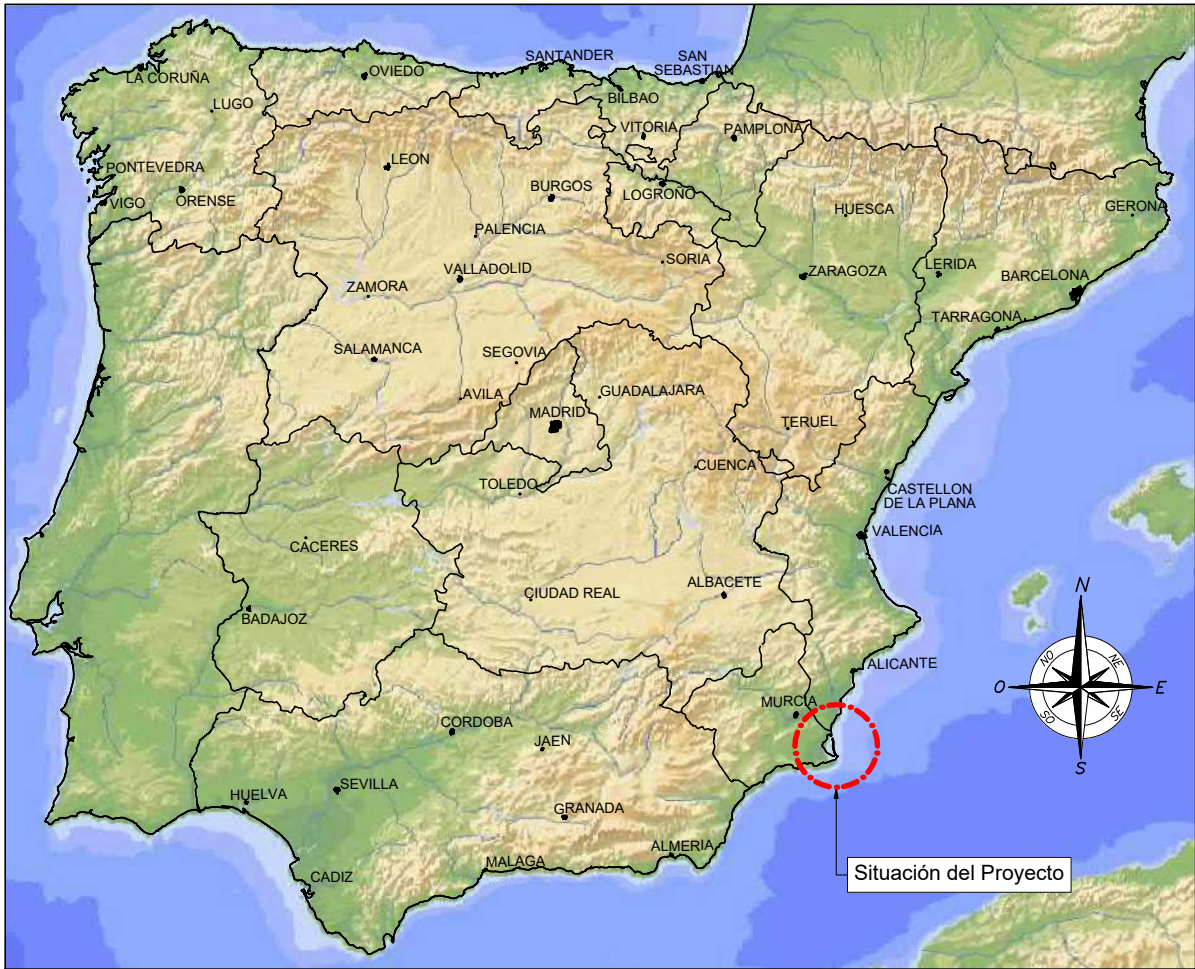 SANTANDER
SAN
SEBASTIAN
OVIEDO
LA CORUÑA
BILBAO
LUGO
VITORIA
PAMPLONA
LEON
PONTEVEDRA
BURGOS
LOGROÑO
ORENSE
VIGO
HUESCA
GERONA
PALENCIA
SORIA
VALLADOLID
ZARAGOZA
LERIDA
BARCELONA
ZAMORA
TARRAGONA
SALAMANCA
SEGOVIA
AVILA
GUADALAJARA
MADRID
TERUEL
CUENCA
TOLEDO
CASTELLON
DE LA PLANA
VALENCIA
CACERES
CIUDAD REAL
ALBACETE
BADAJOZ
N
NO
NE
O
E
SO
SE
S
ALICANTE
MURCIA
CORDOBA
JAEN
SEVILLA
HUELVA
GRANADA
ALMERIA
MALAGA
CADIZ
Situación del Proyecto